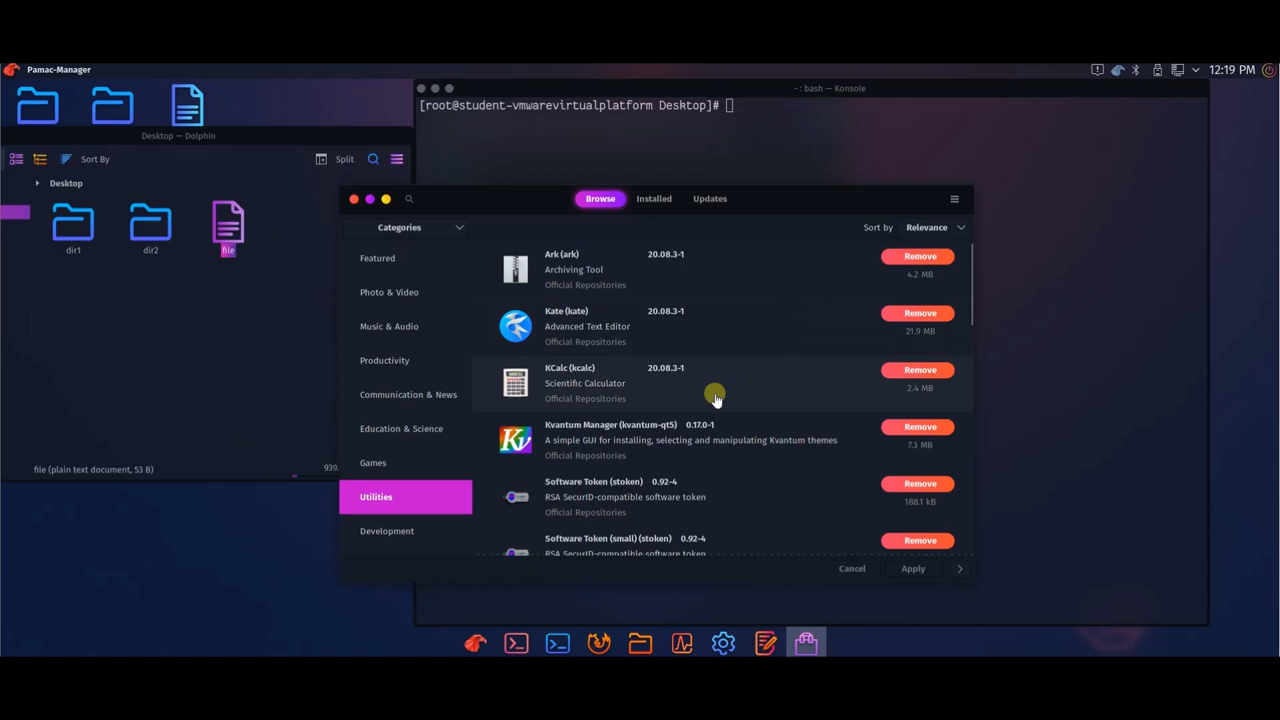 Pamac-Manager
12:19 PM
- : bash — Konsole
[root@student-vmwarevirtualplatform Desktop]#
Desktop — Dolphin
Sort By
Split
Desktop
dir1
dir2
file
file (plain text document, 53 B)
939.
Browse
Installed
Updates
Categories
Sort by
Relevance
Featured
Photo & Video
Music & Audio
Productivity
Communication & News
Education & Science
Games
Utilities
Development
Ark (ark) 20.08.3-1
Archiving Tool
Official Repositories
Remove
4.2 MB
Kate (kate) 20.08.3-1
Advanced Text Editor
Official Repositories
Remove
21.9 MB
KCalc (kcalc) 20.08.3-1
Scientific Calculator
Official Repositories
Remove
2.4 MB
Kv
Kvantum Manager (kvantum-qt5) 0.17.0-1
A simple GUI for installing, selecting and manipulating Kvantum themes
Official Repositories
Remove
7.3 MB
Software Token (stoken) 0.92-4
RSA SecurID-compatible software token
Official Repositories
Remove
188.1 kB
Software Token (small) (stoken) 0.92-4
RSA SecurID-compatible software token
Remove
Cancel
Apply